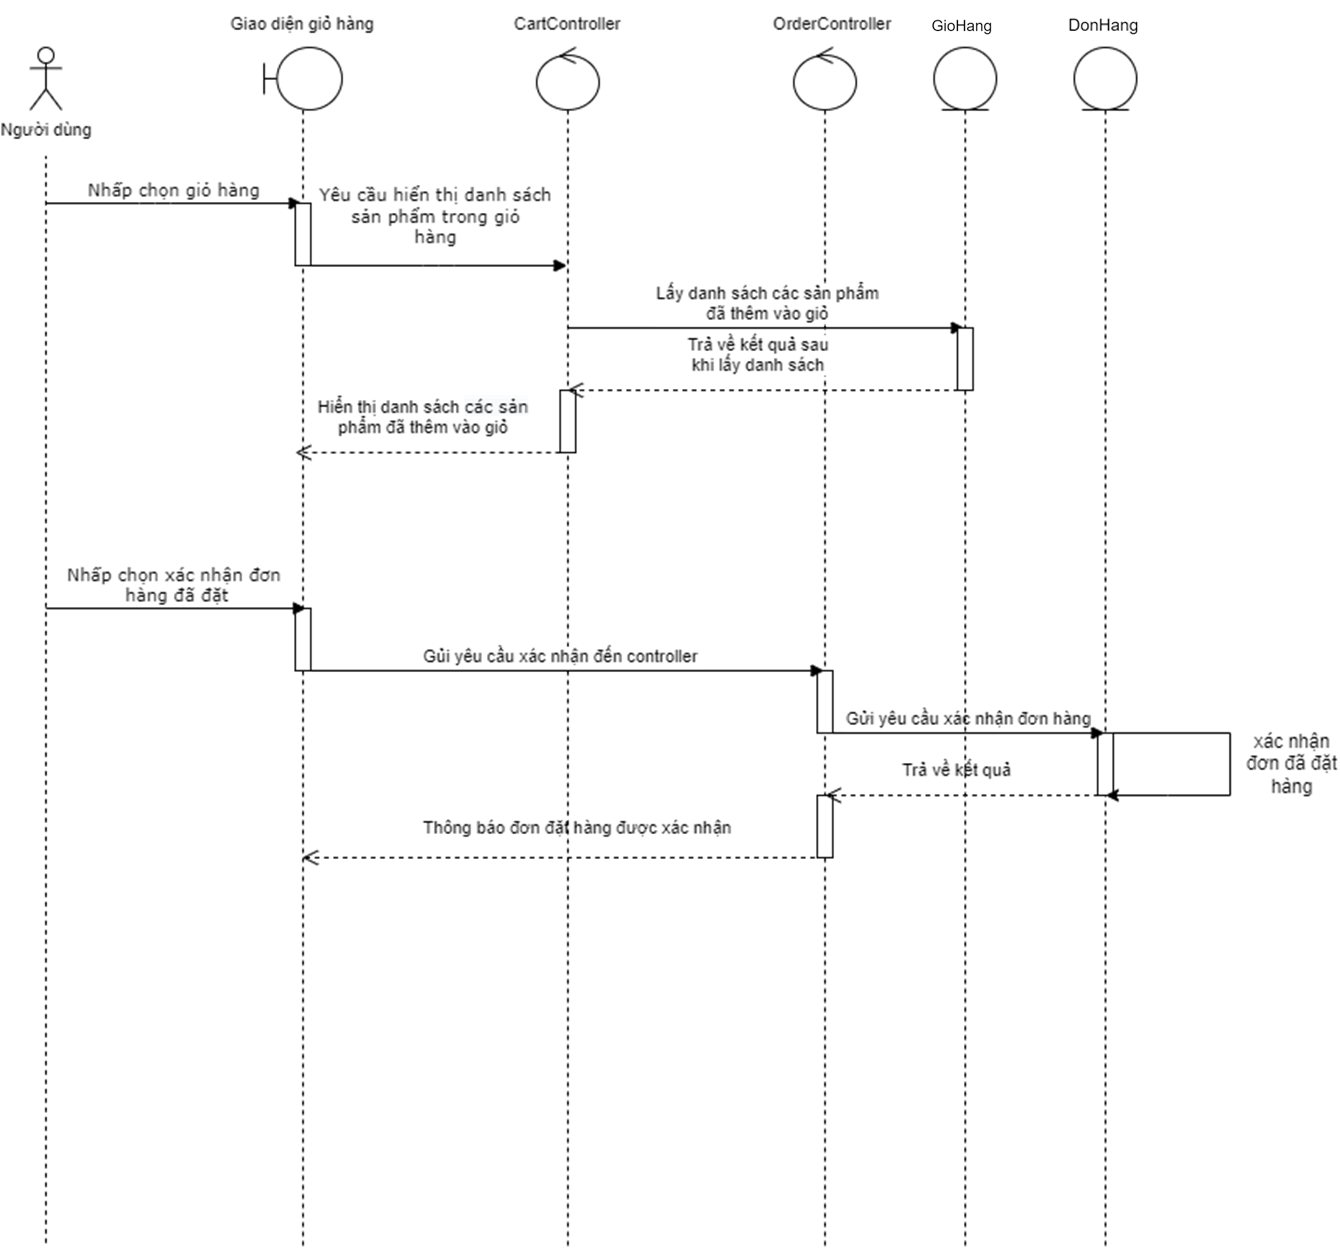 Giao diện giỏ hàng
CartController
OrderController
GioHang
DonHang
Người dùng
Nhấp chọn giỏ hàng
Yêu cầu hiển thị danh sách
sản phẩm trong giỏ
hàng
Lấy danh sách các sản phẩm
đã thêm vào giỏ
Trả về kết quả sau
khi lấy danh sách
Hiển thị danh sách các sản
phẩm đã thêm vào giỏ
Nhấp chọn xác nhận đơn
hàng đã đặt
Gủi yêu cầu xác nhận đến controller
Gửi yêu cầu xác nhận đơn hàng
xác nhận
đơn đã đặt
hàng
Trả về kết quả
Thông báo đơn đặt hàng được xác nhận